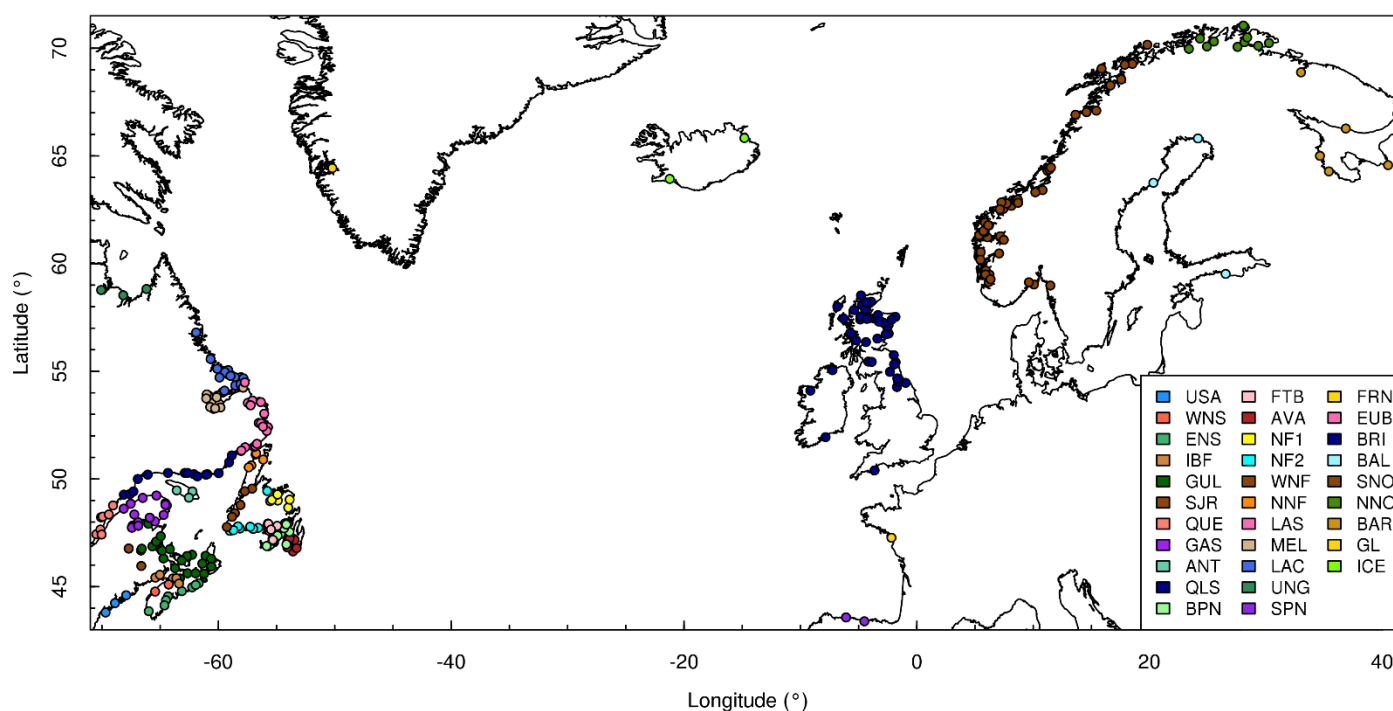 70
65
60
55
50
45
Latitude (°)
-60
-40
-20
0
20
40
Longitude (°)
USA FTB FRN
WNS AVA EUB
ENS NF1 BRI
IBF NF2 BAL
GUL WNF SNO
SJR NNF NNO
QUE LAS BAR
GAS MEL GL
ANT LAC ICE
QLS UNG
BPN SPN